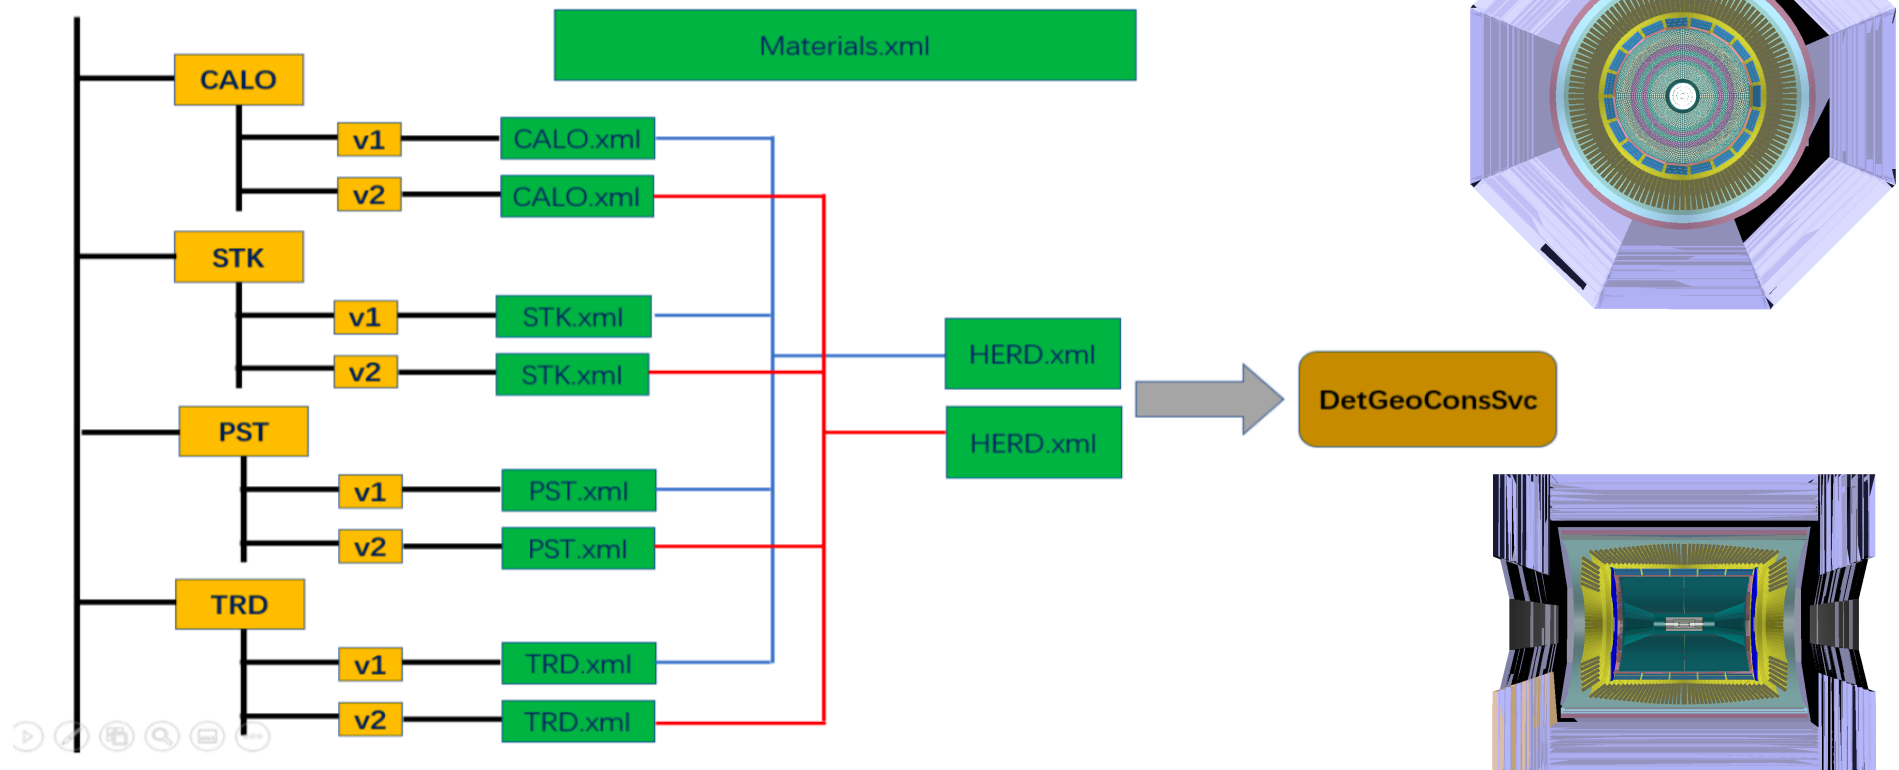 Materials.xml
CALO
v1 CALO.xml
v2 CALO.xml
STK
v1 STK.xml
v2 STK.xml
HERD.xml
HERD.xml
DetGeoConsSvc
PST
v1 PST.xml
v2 PST.xml
TRD
v1 TRD.xml
v2 TRD.xml